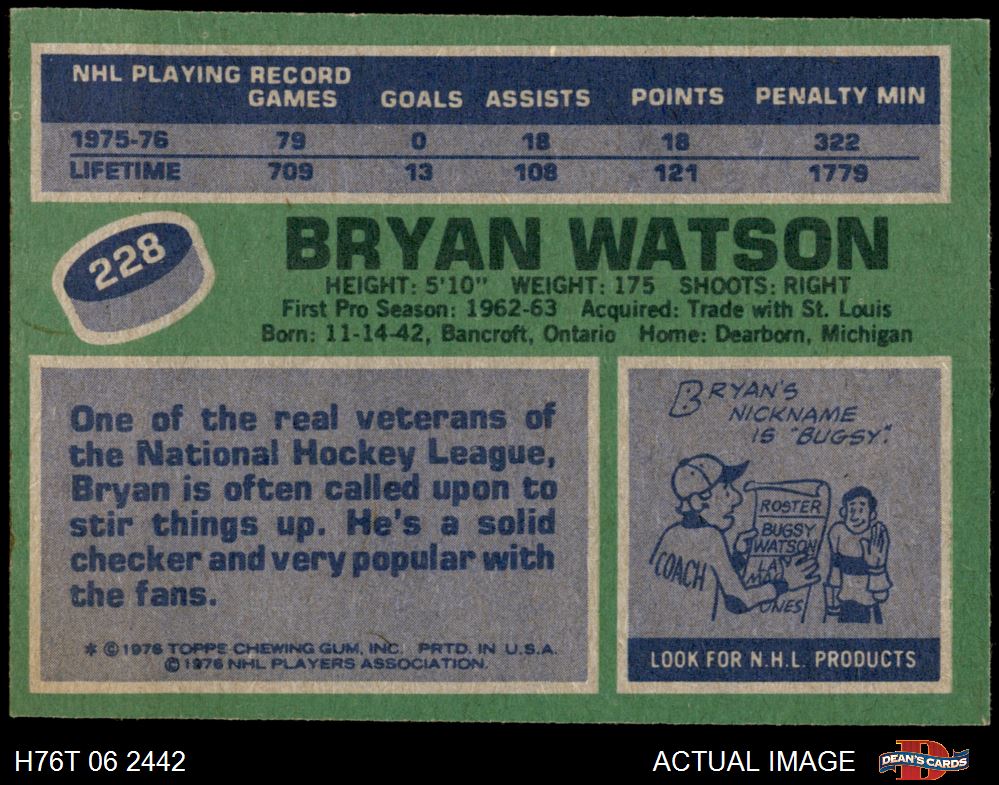 NHL PLAYING RECORD
GAMES GOALS ASSISTS POINTS PENALTY MIN
1975-76 79 0 18 18 322
LIFETIME 709 13 108 121 1779
228
BRYAN WATSON
HEIGHT: 5'10" WEIGHT: 175 SHOOTS: RIGHT
First Pro Season: 1962-63 Acquired: Trade with St. Louis
Born: 11-14-42, Bancroft, Ontario Home: Dearborn, Michigan
One of the real veterans of
the National Hockey League,
Bryan is often called upon to
stir things up. He's a solid
checker and very popular with
the fans.
* ©1976 TOPPS CHEWING GUM, INC. PRTD. IN U.S.A.
©1976 NHL PLAYERS ASSOCIATION.
BRYAN'S
NICKNAME
IS "BUGSY."
ROSTER
BUGSY
WATSON
COACH
LOOK FOR N.H.L. PRODUCTS
H76T 06 2442 ACTUAL IMAGE
DEAN'S CARDS